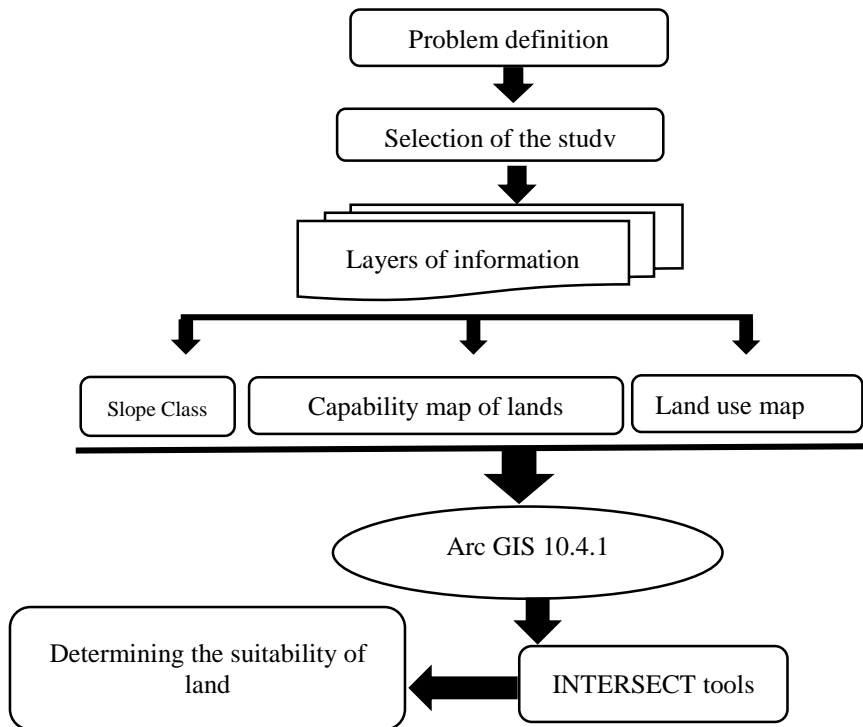 Problem definition
Selection of the study
Layers of information
Slope Class
Capability map of lands
Land use map
Arc GIS 10.4.1
Determining the suitability of
land
INTERSECT tools